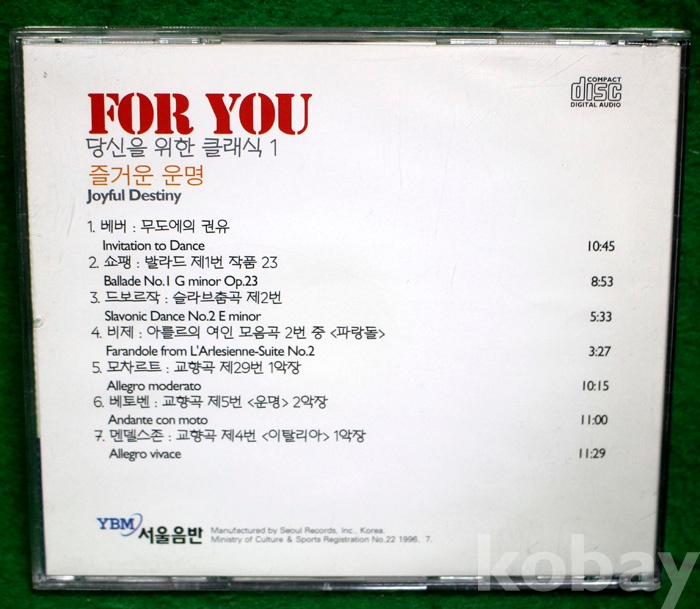 FOR YOU
COMPACT
disc
DIGITAL AUDIO
당신을 위한 클래식 1
즐거운 운명
Joyful Destiny
1. 베버 : 무도에의 권유
Invitation to Dance 10:45
2. 쇼팽 : 발라드 제1번 작품 23
Ballade No.1 G minor Op.23 8:53
3. 드보르작 : 슬라브춤곡 제2번
Slavonic Dance No.2 E minor 5:33
4. 비제 : 아를르의 여인 모음곡 2번 중 <파랑돌>
Farandole from L'Arlesienne-Suite No.2 3:27
5. 모차르트 : 교향곡 제29번 1악장
Allegro moderato 10:15
6. 베토벤 : 교향곡 제5번 <운명> 2악장
Andante con moto 11:00
7. 멘델스존 : 교향곡 제4번 <이탈리아> 1악장
Allegro vivace 11:29
YBM 서울음반
Manufactured by Seoul Records, Inc., Korea.
Ministry of Culture & Sports Registration No.22 1996. 7.
kobay